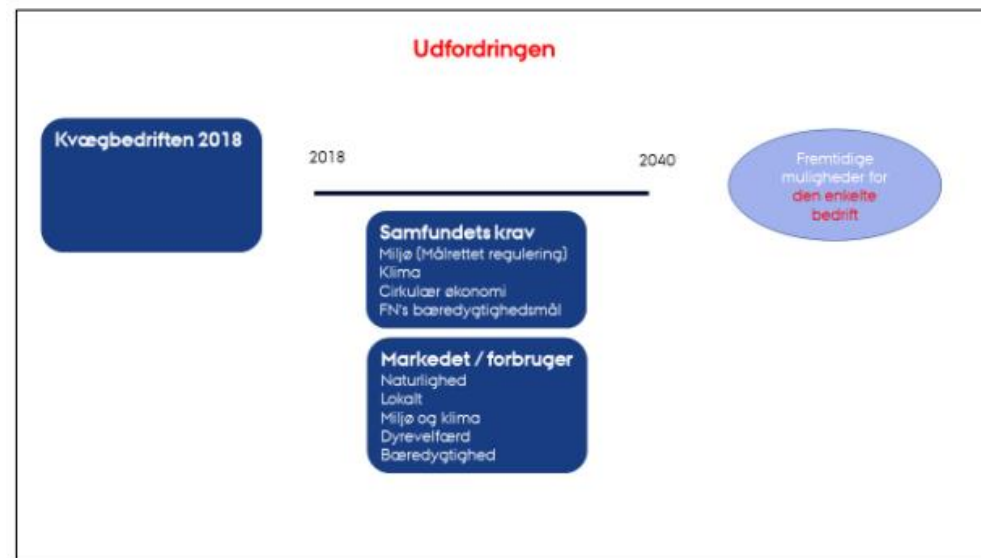 Udfordringen
Kvægbedriften 2018
2018
2040
Fremtidige
muligheder for
den enkelte
bedrift
Samfundets krav
Miljø (Målrettet regulering)
Klima
Cirkulær økonomi
FN's bæredygtighedsmål
Markedet / forbruger
Naturlighed
Lokalt
Miljø og klima
Dyrevelfærd
Bæredygtighed